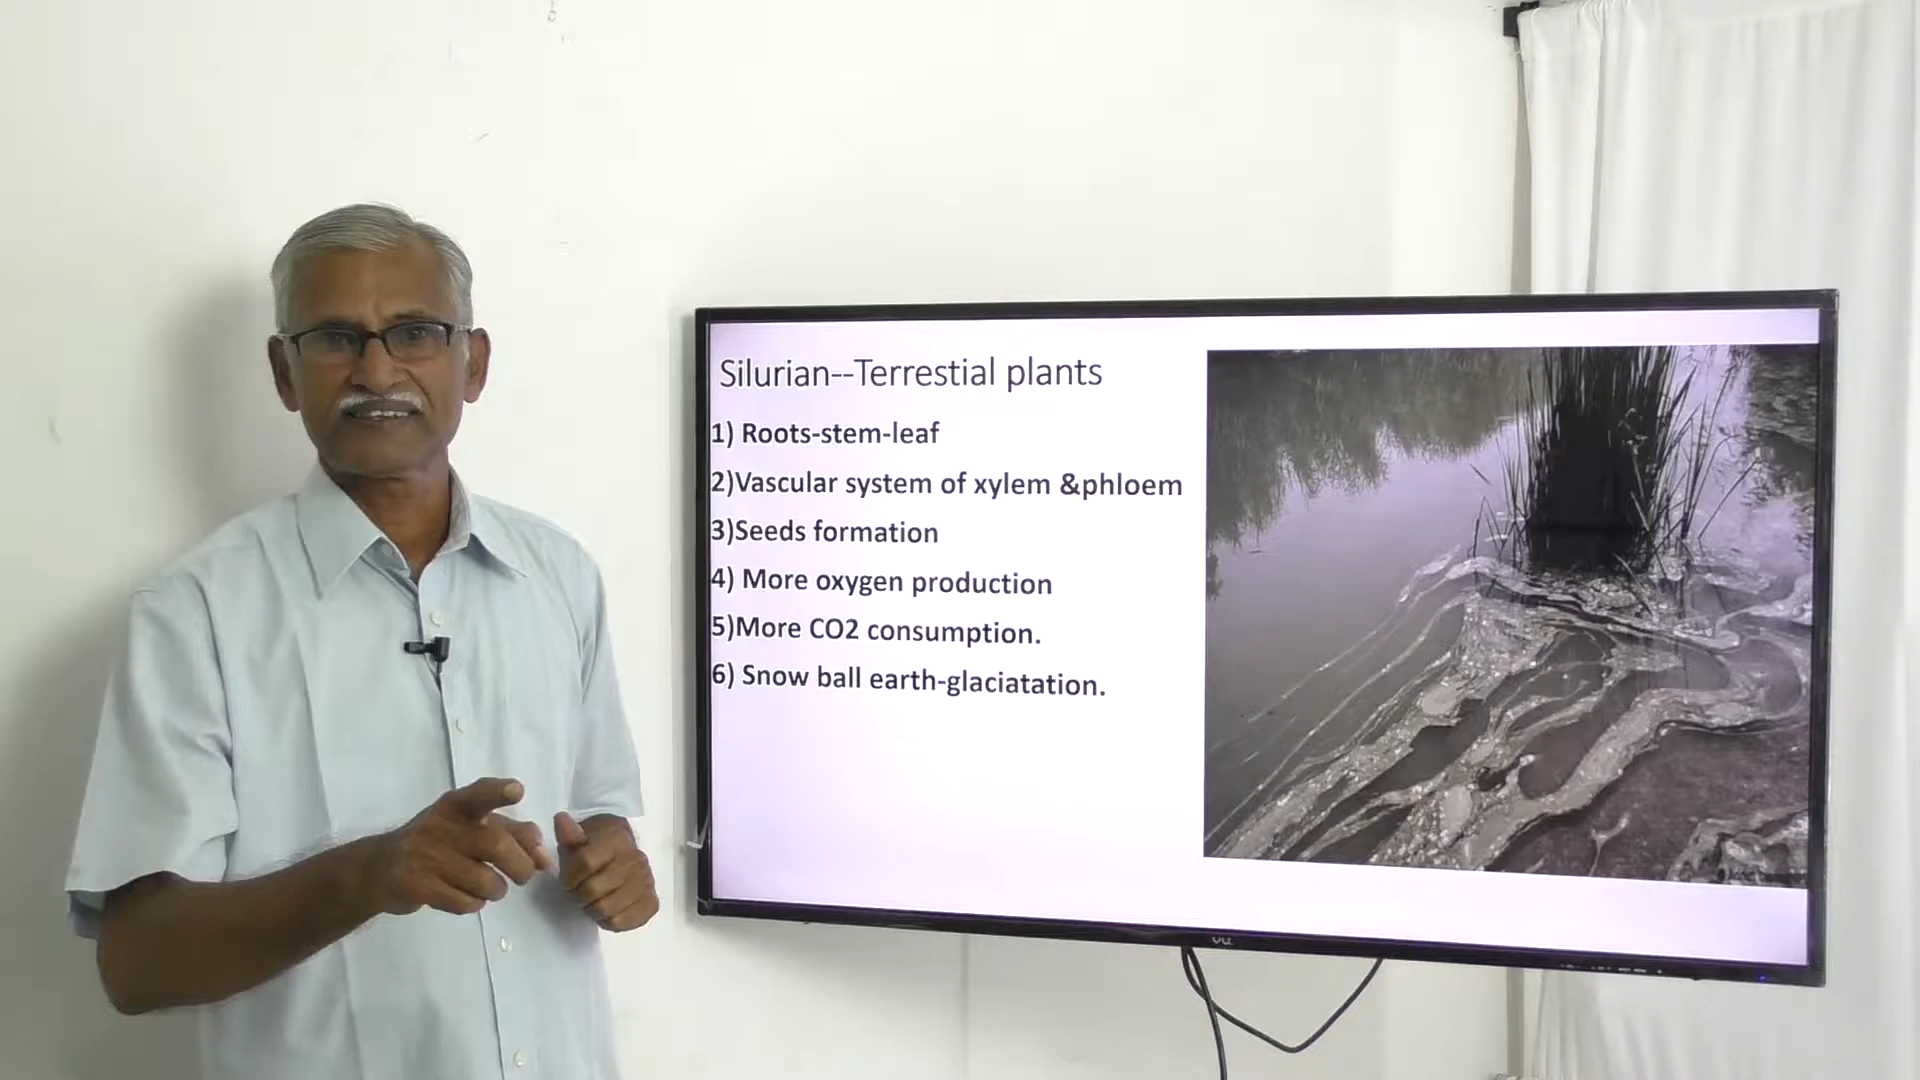 Silurian--Terrestial plants
1) Roots-stem-leaf
2)Vascular system of xylem &phloem
3)Seeds formation
4) More oxygen production
5)More CO2 consumption.
6) Snow ball earth-glaciatation.